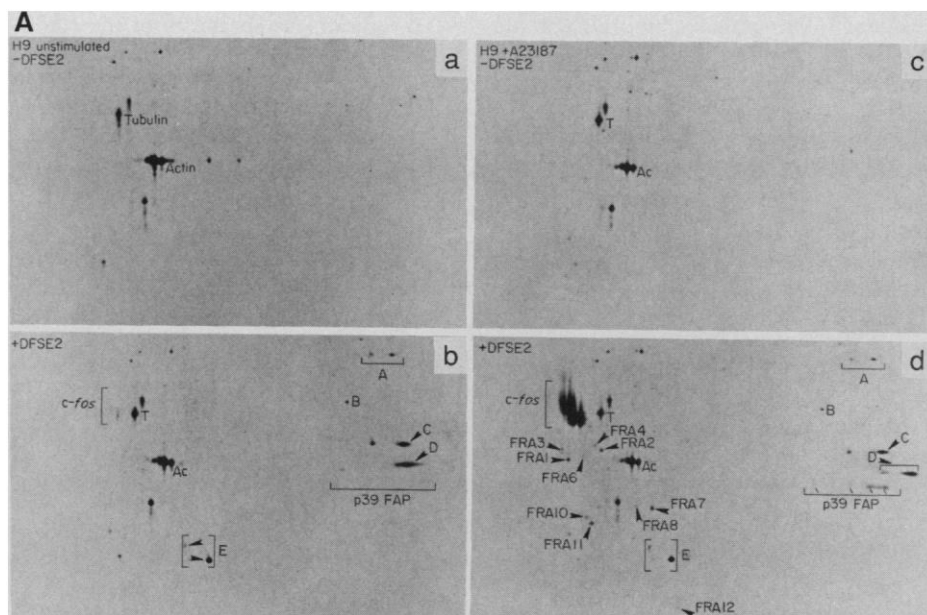 A
H9 unstimulated
-DFSE2
a
Tubulin
Actin
H9 +A23187
-DFSE2
c
T
Ac
+DFSE2
b
A
c-fos
T
B
C
D
Ac
p39 FAP
E
+DFSE2
d
A
c-fos
T
B
FRA4
FRA3
FRA2
C
FRA1
Ac
D
FRA6
p39 FAP
FRA10
FRA7
FRA8
FRA11
E
FRA12